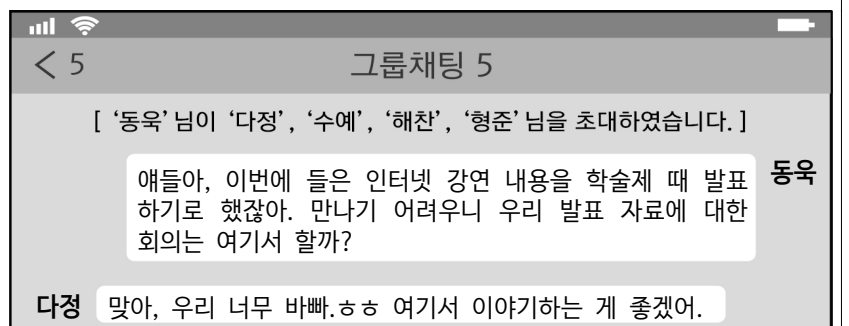 < 5
그룹채팅 5
[ ‘동욱’ 님이 ‘다정’, ‘수예’, ‘해찬’, ‘형준’ 님을 초대하였습니다. ]
동욱
얘들아, 이번에 들은 인터넷 강연 내용을 학술제 때 발표
하기로 했잖아. 만나기 어려우니 우리 발표 자료에 대한
회의는 여기서 할까?
다정
맞아, 우리 너무 바빠.ㅎㅎ 여기서 이야기하는 게 좋겠어.